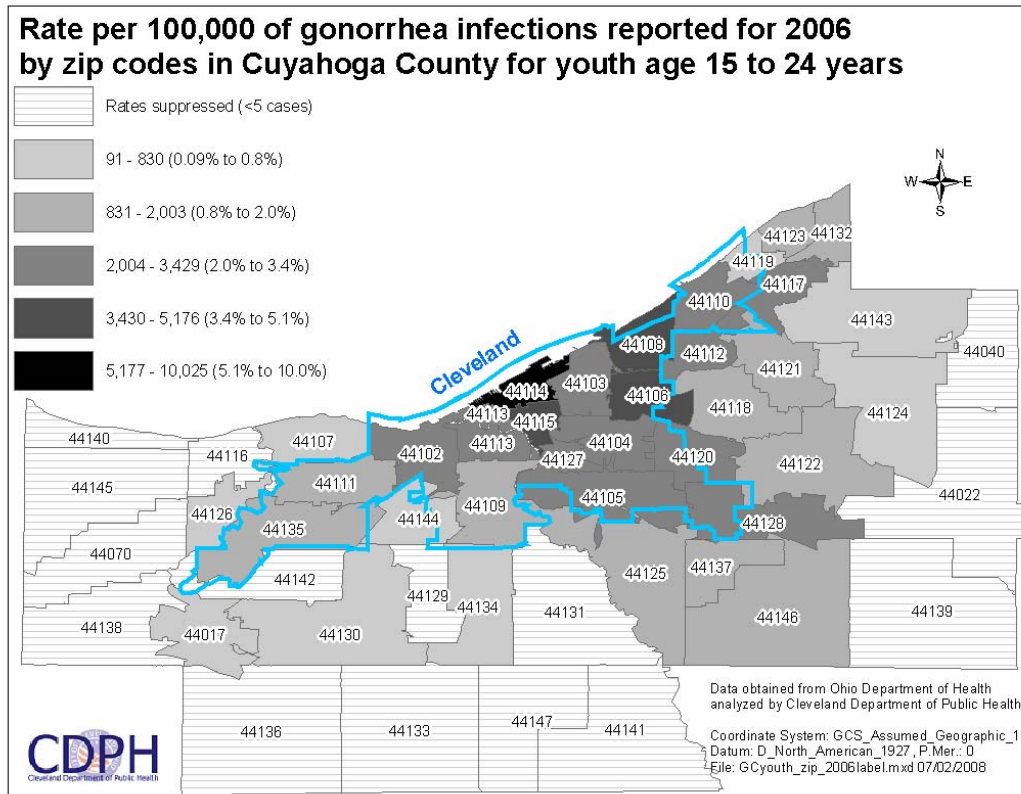 Rate per 100,000 of gonorrhea infections reported for 2006
by zip codes in Cuyahoga County for youth age 15 to 24 years
Rates suppressed (<5 cases)
91 - 830 (0.09% to 0.8%)
831 - 2,003 (0.8% to 2.0%)
2,004 - 3,429 (2.0% to 3.4%)
3,430 - 5,176 (3.4% to 5.1%)
5,177 - 10,025 (5.1% to 10.0%)
N
W E
S
Cleveland
44123
44132
44119
44117
44110
44143
44040
44108
44112
44121
44114
44103
44106
44118
44124
44113
44115
44140
44107
44116
44102
44113
44104
44127
44120
44122
44145
44111
44022
44126
44109
44105
44144
44128
44135
44070
44142
44125
44137
44129
44134
44131
44139
44138
44017
44130
44146
44136
44133
44147
44141
Data obtained from Ohio Department of Health
analyzed by Cleveland Department of Public Health
Coordinate System: GCS_Assumed_Geographic_1
Datum: D_North_American_1927, P.Mer.: 0
File: GCyouth_zip_2006label.mxd 07/02/2008
CDPH
Cleveland Department of Public Health